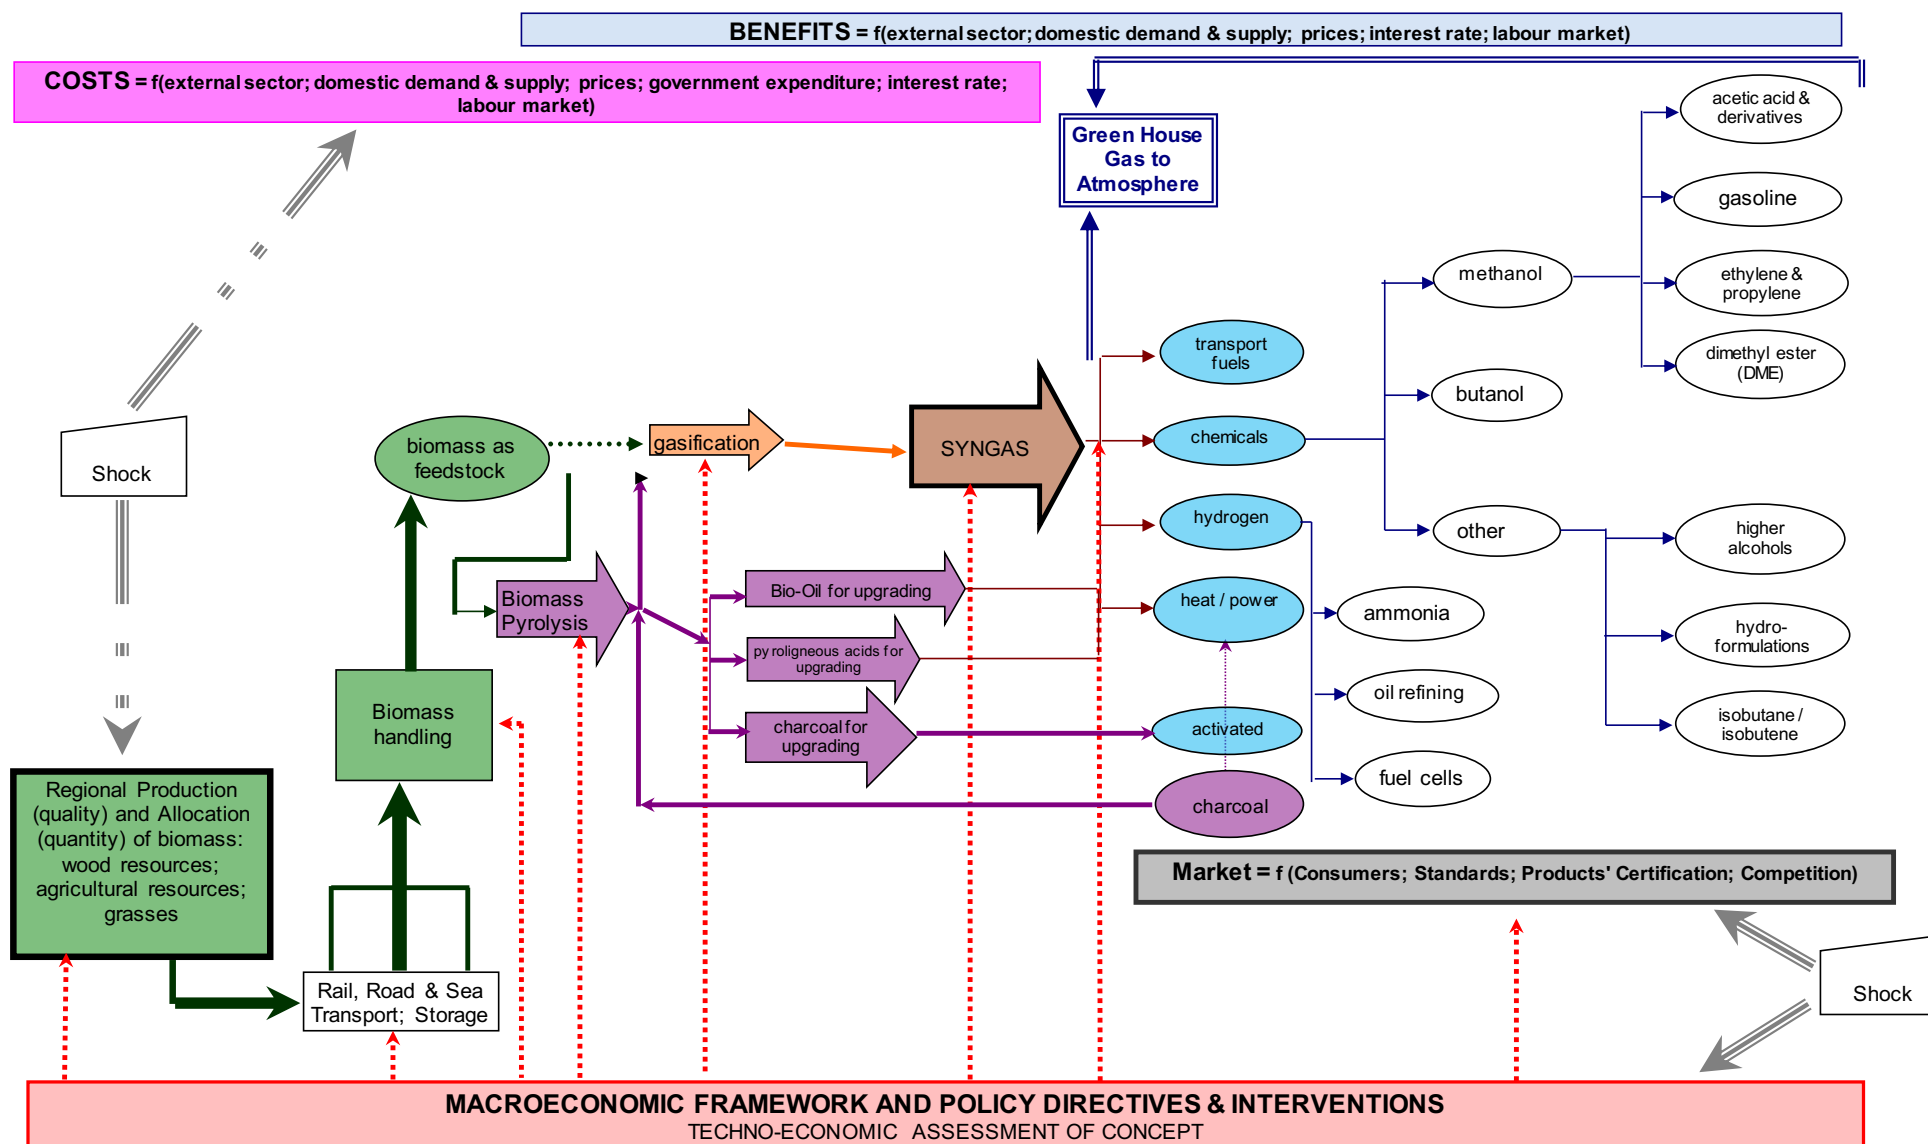 BENEFITS = f(external sector; domestic demand & supply; prices; interest rate; labour market)
COSTS = f(external sector; domestic demand & supply; prices; government expenditure; interest rate;
labour market)
Green House
Gas to
Atmosphere
acetic acid &
derivatives
gasoline
methanol
ethylene &
propylene
transport
fuels
dimethyl ester
(DME)
butanol
Shock
biomass as
feedstock
gasification
SYNGAS
chemicals
hydrogen
other
higher
alcohols
Biomass
Pyrolysis
Bio-Oil for upgrading
heat / power
ammonia
hydro-
formulations
pyroligneous acids for
upgrading
oil refining
Biomass
handling
charcoal for
upgrading
activated
isobutane /
isobutene
fuel cells
charcoal
Regional Production
(quality) and Allocation
(quantity) of biomass:
wood resources;
agricultural resources;
grasses
Market = f (Consumers; Standards; Products' Certification; Competition)
Rail, Road & Sea
Transport; Storage
Shock
MACROECONOMIC FRAMEWORK AND POLICY DIRECTIVES & INTERVENTIONS
TECHNO-ECONOMIC ASSESSMENT OF CONCEPT